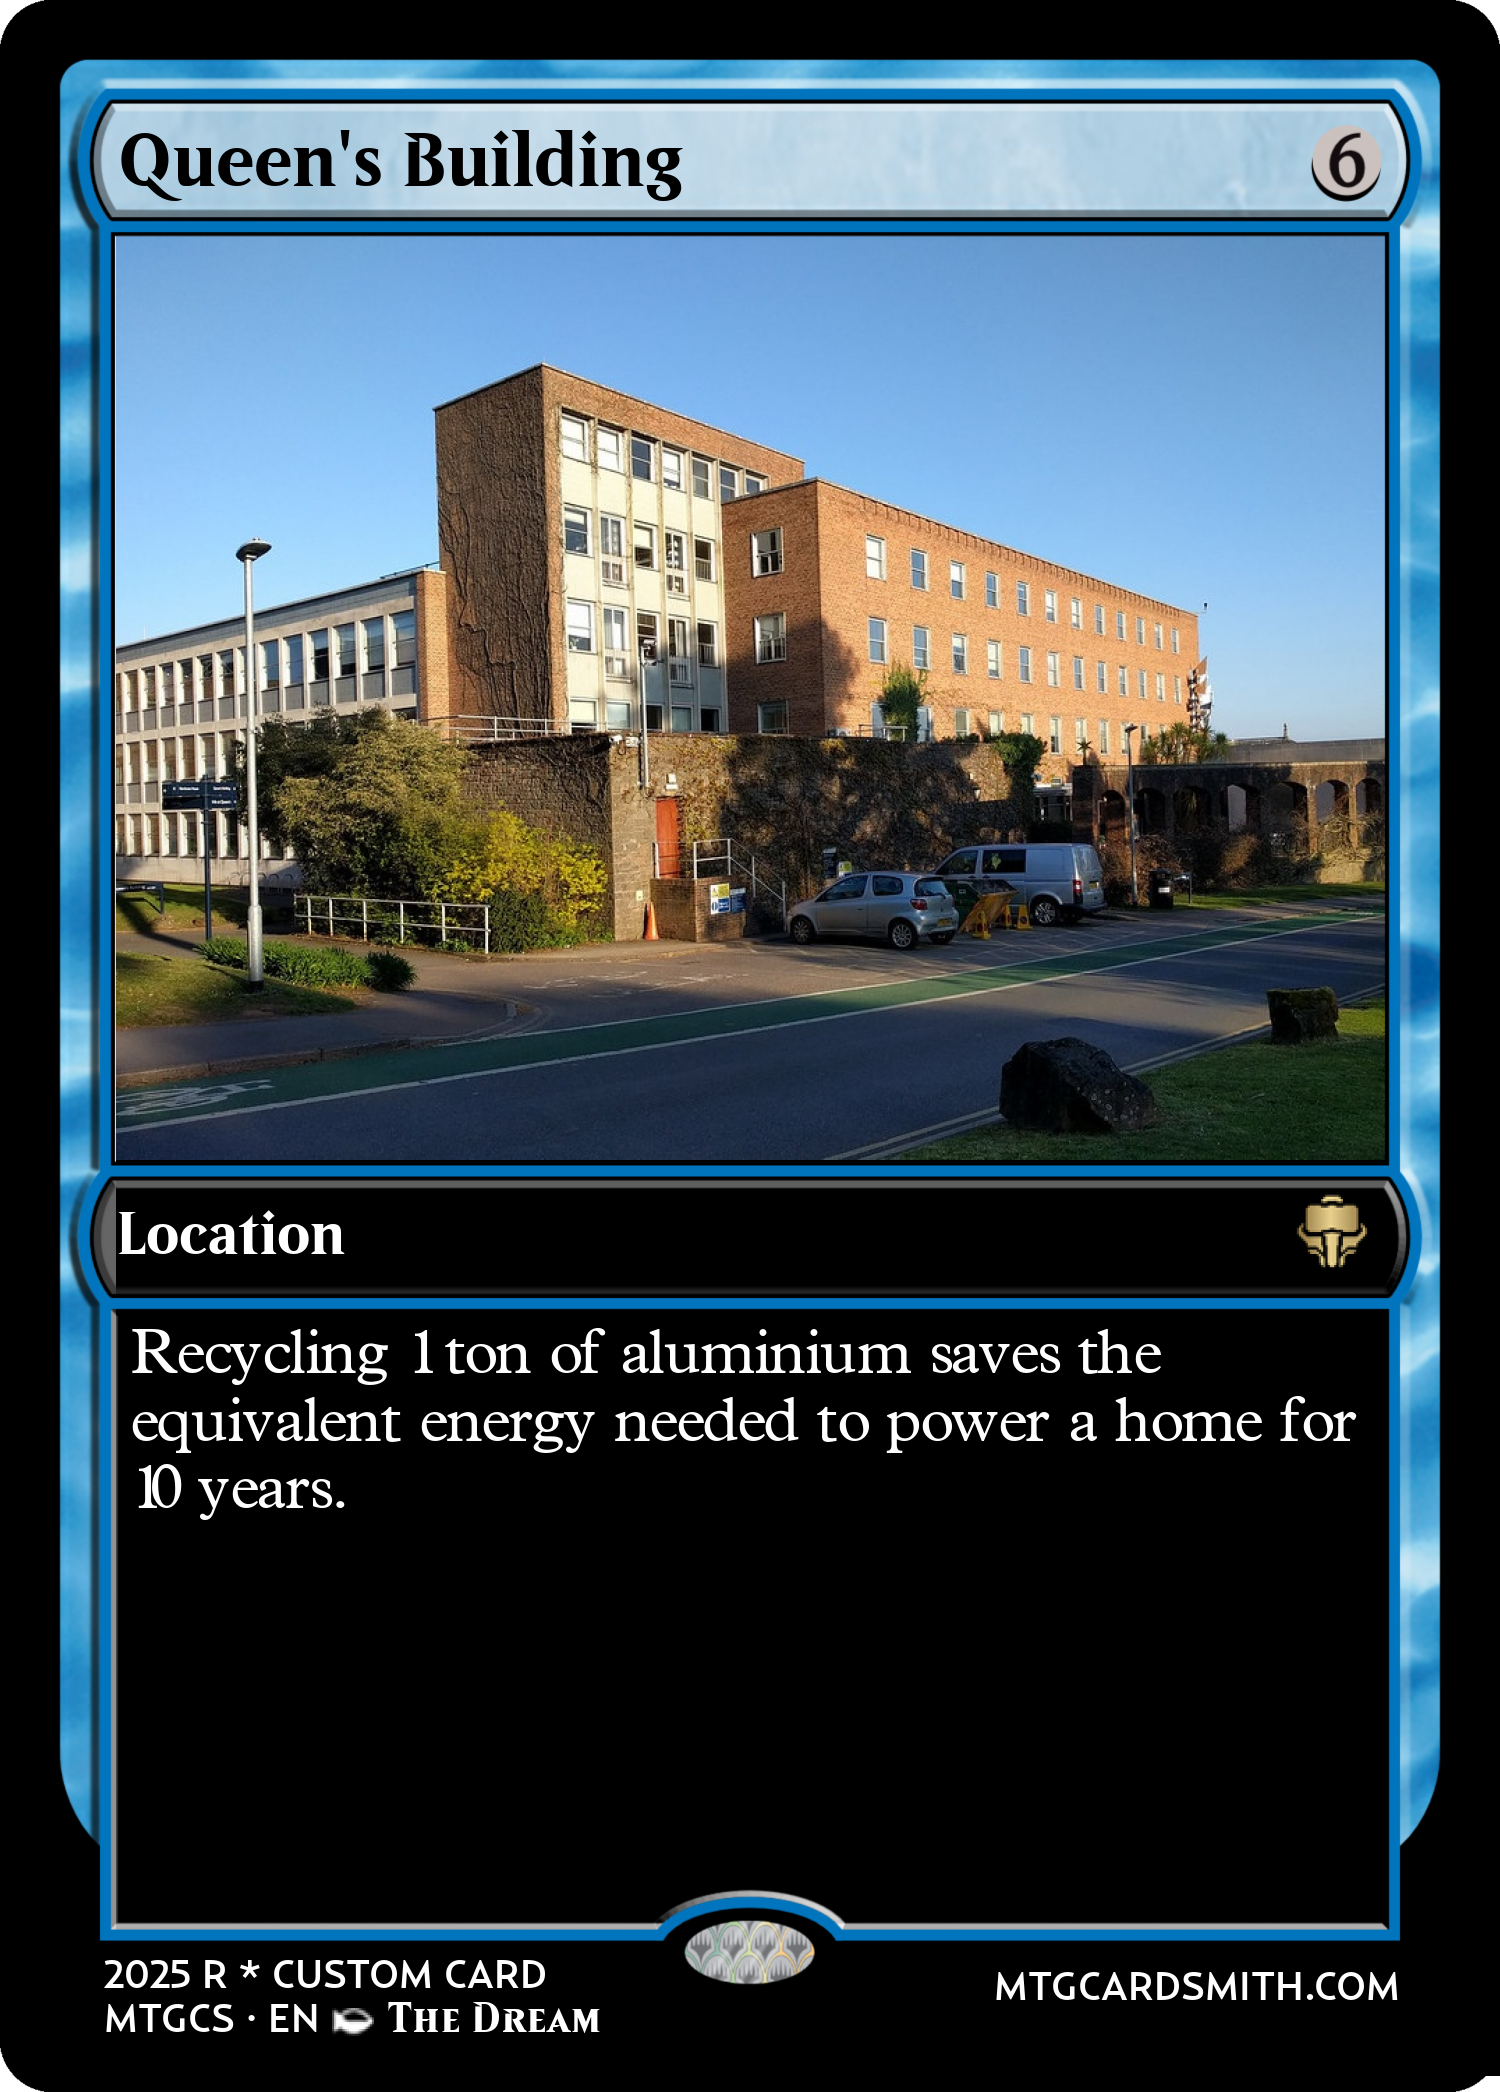 Queen's Building
6
Location
Recycling 1 ton of aluminium saves the
equivalent energy needed to power a home for
10 years.
2025 R * CUSTOM CARD
MTGCS · EN The Dream
MTGCARDSMITH.COM